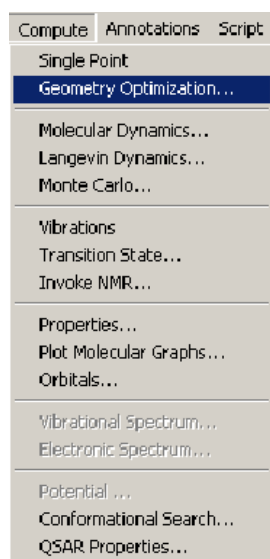 Compute Annotations Script
Single Point
Geometry Optimization...
Molecular Dynamics...
Langevin Dynamics...
Monte Carlo...
Vibrations
Transition State...
Invoke NMR...
Properties...
Plot Molecular Graphs...
Orbitals...
Vibrational Spectrum...
Electronic Spectrum...
Potential ...
Conformational Search...
QSAR Properties...